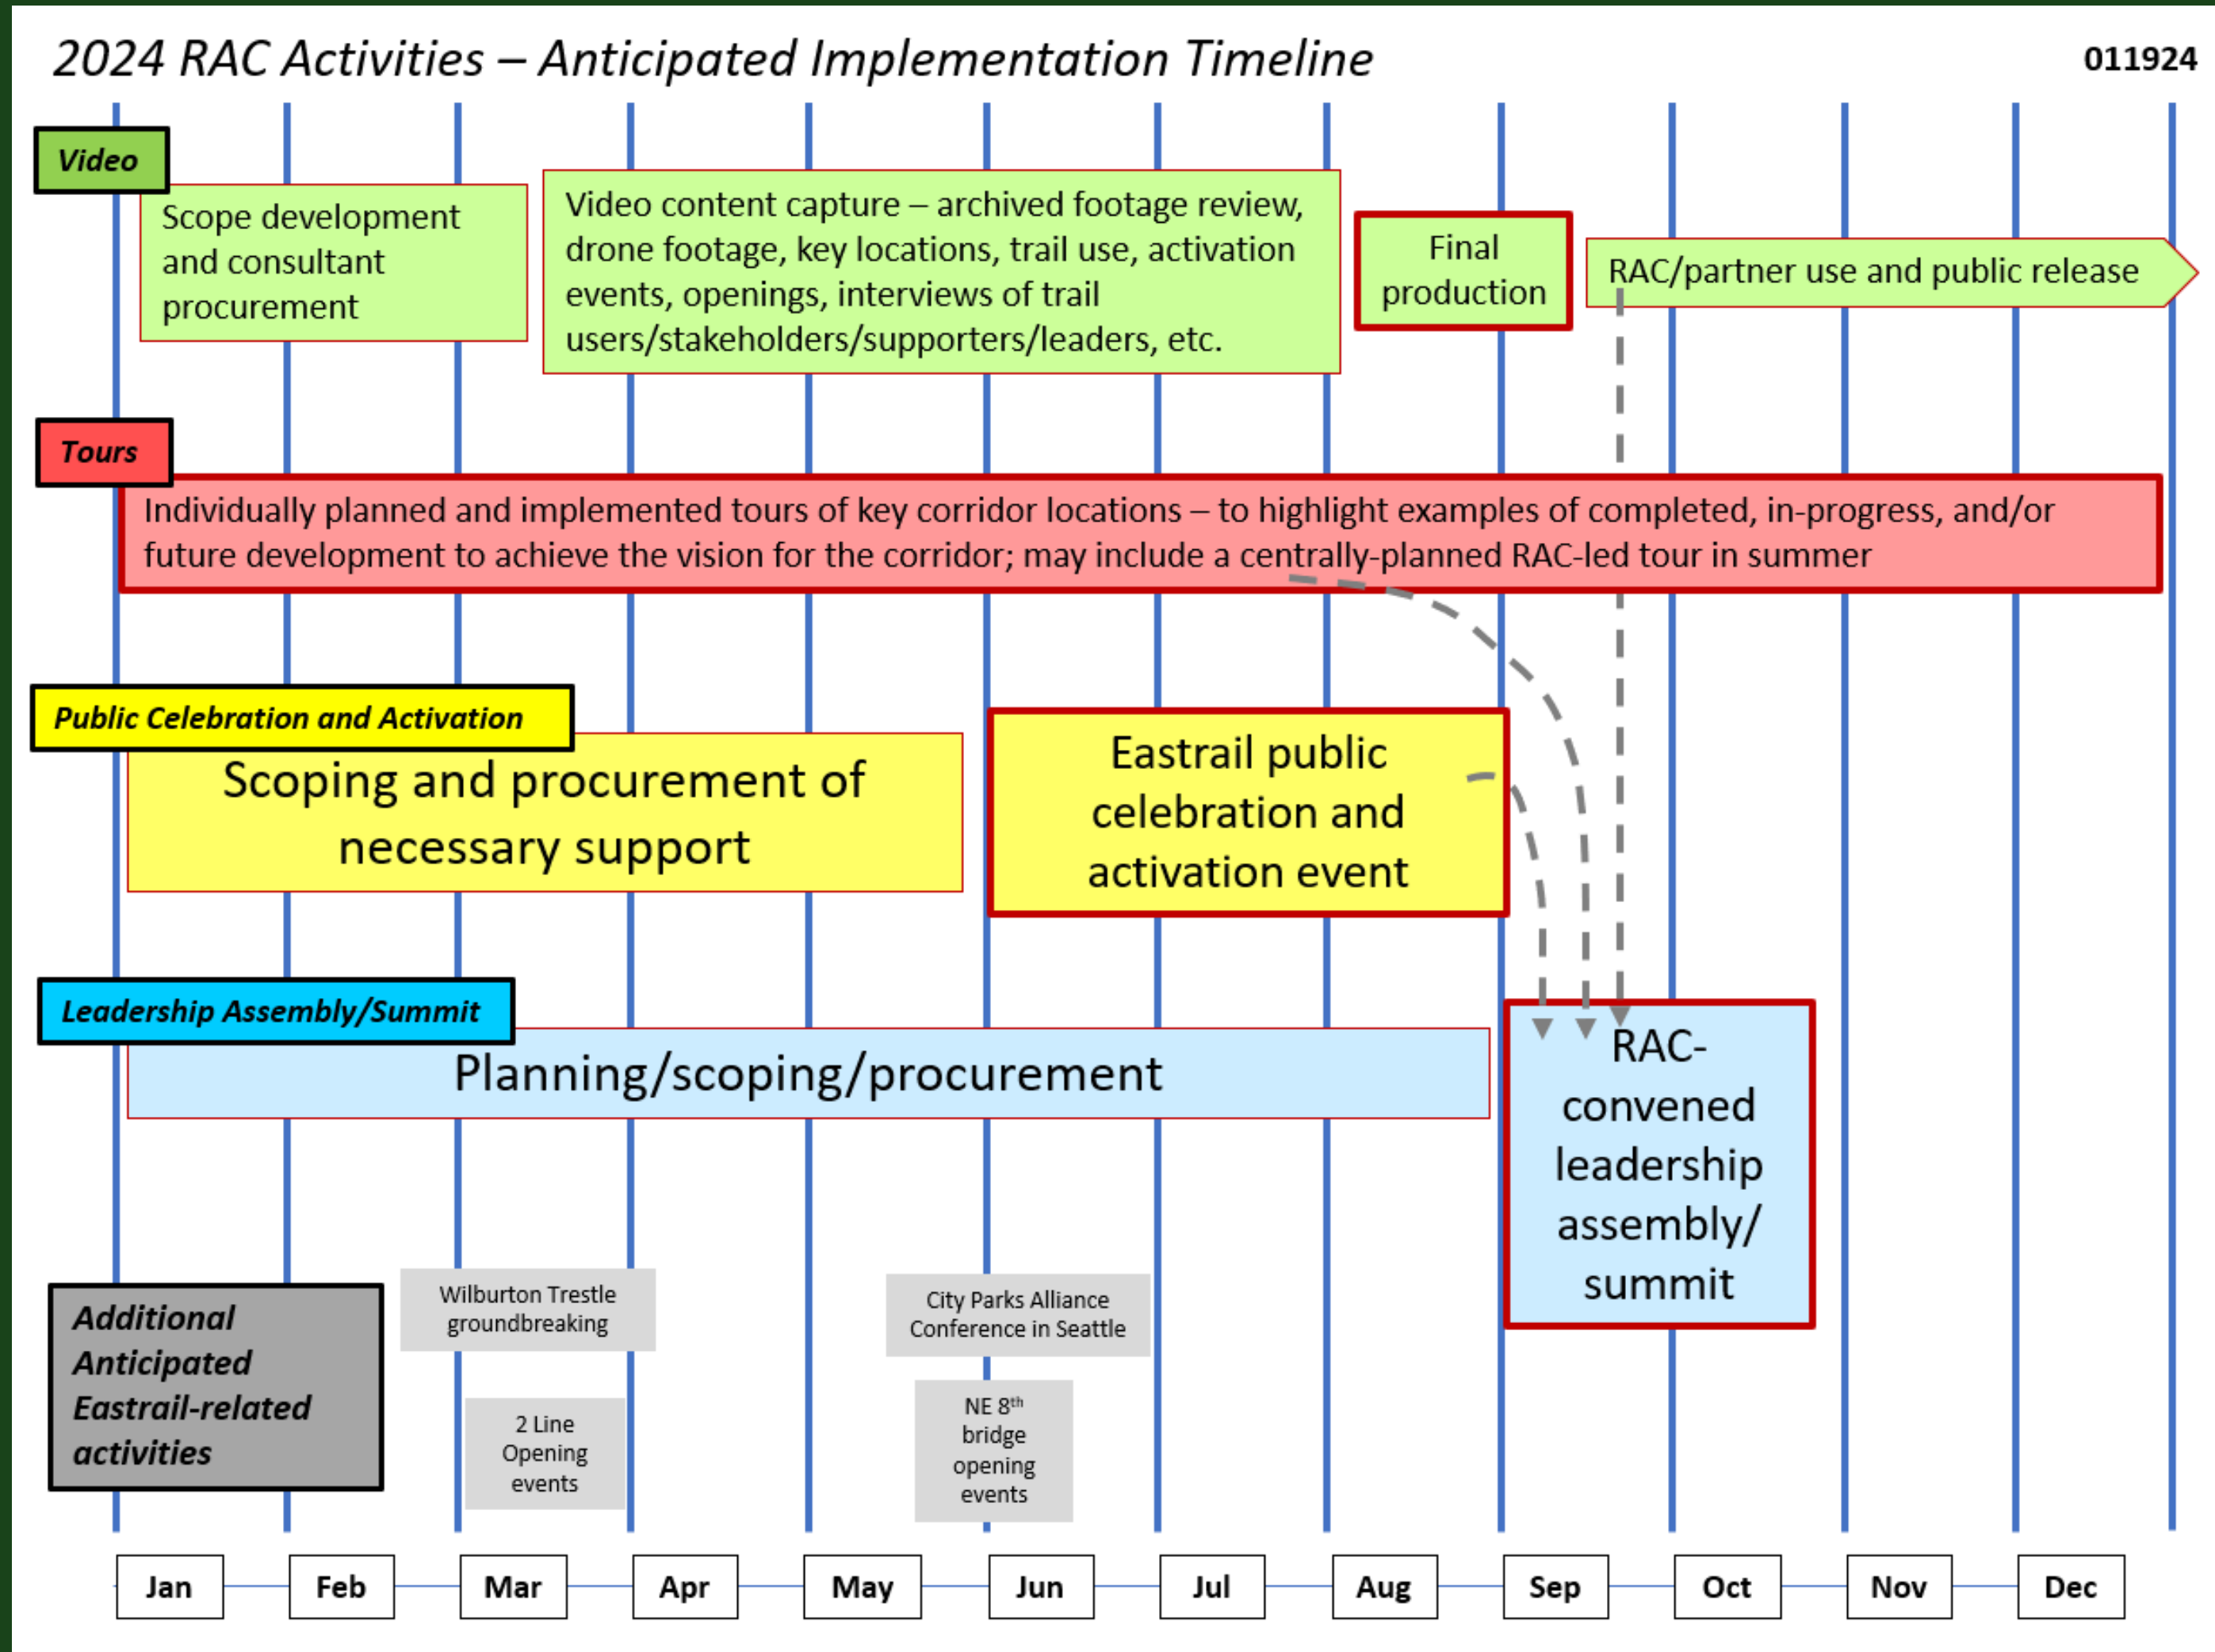 2024 RAC Activities – Anticipated Implementation Timeline
011924
Video
Scope development
and consultant
procurement
Video content capture – archived footage review,
drone footage, key locations, trail use, activation
events, openings, interviews of trail
users/stakeholders/supporters/leaders, etc.
Final
production
RAC/partner use and public release
Tours
Individually planned and implemented tours of key corridor locations – to highlight examples of completed, in-progress, and/or
future development to achieve the vision for the corridor; may include a centrally-planned RAC-led tour in summer
Public Celebration and Activation
Scoping and procurement of
necessary support
Eastrail public
celebration and
activation event
Leadership Assembly/Summit
Planning/scoping/procurement
RAC-
convened
leadership
assembly/
summit
Additional
Anticipated
Eastrail-related
activities
Wilburton Trestle
groundbreaking
2 Line
Opening
events
City Parks Alliance
Conference in Seattle
NE 8th
bridge
opening
events
Jan
Feb
Mar
Apr
May
Jun
Jul
Aug
Sep
Oct
Nov
Dec